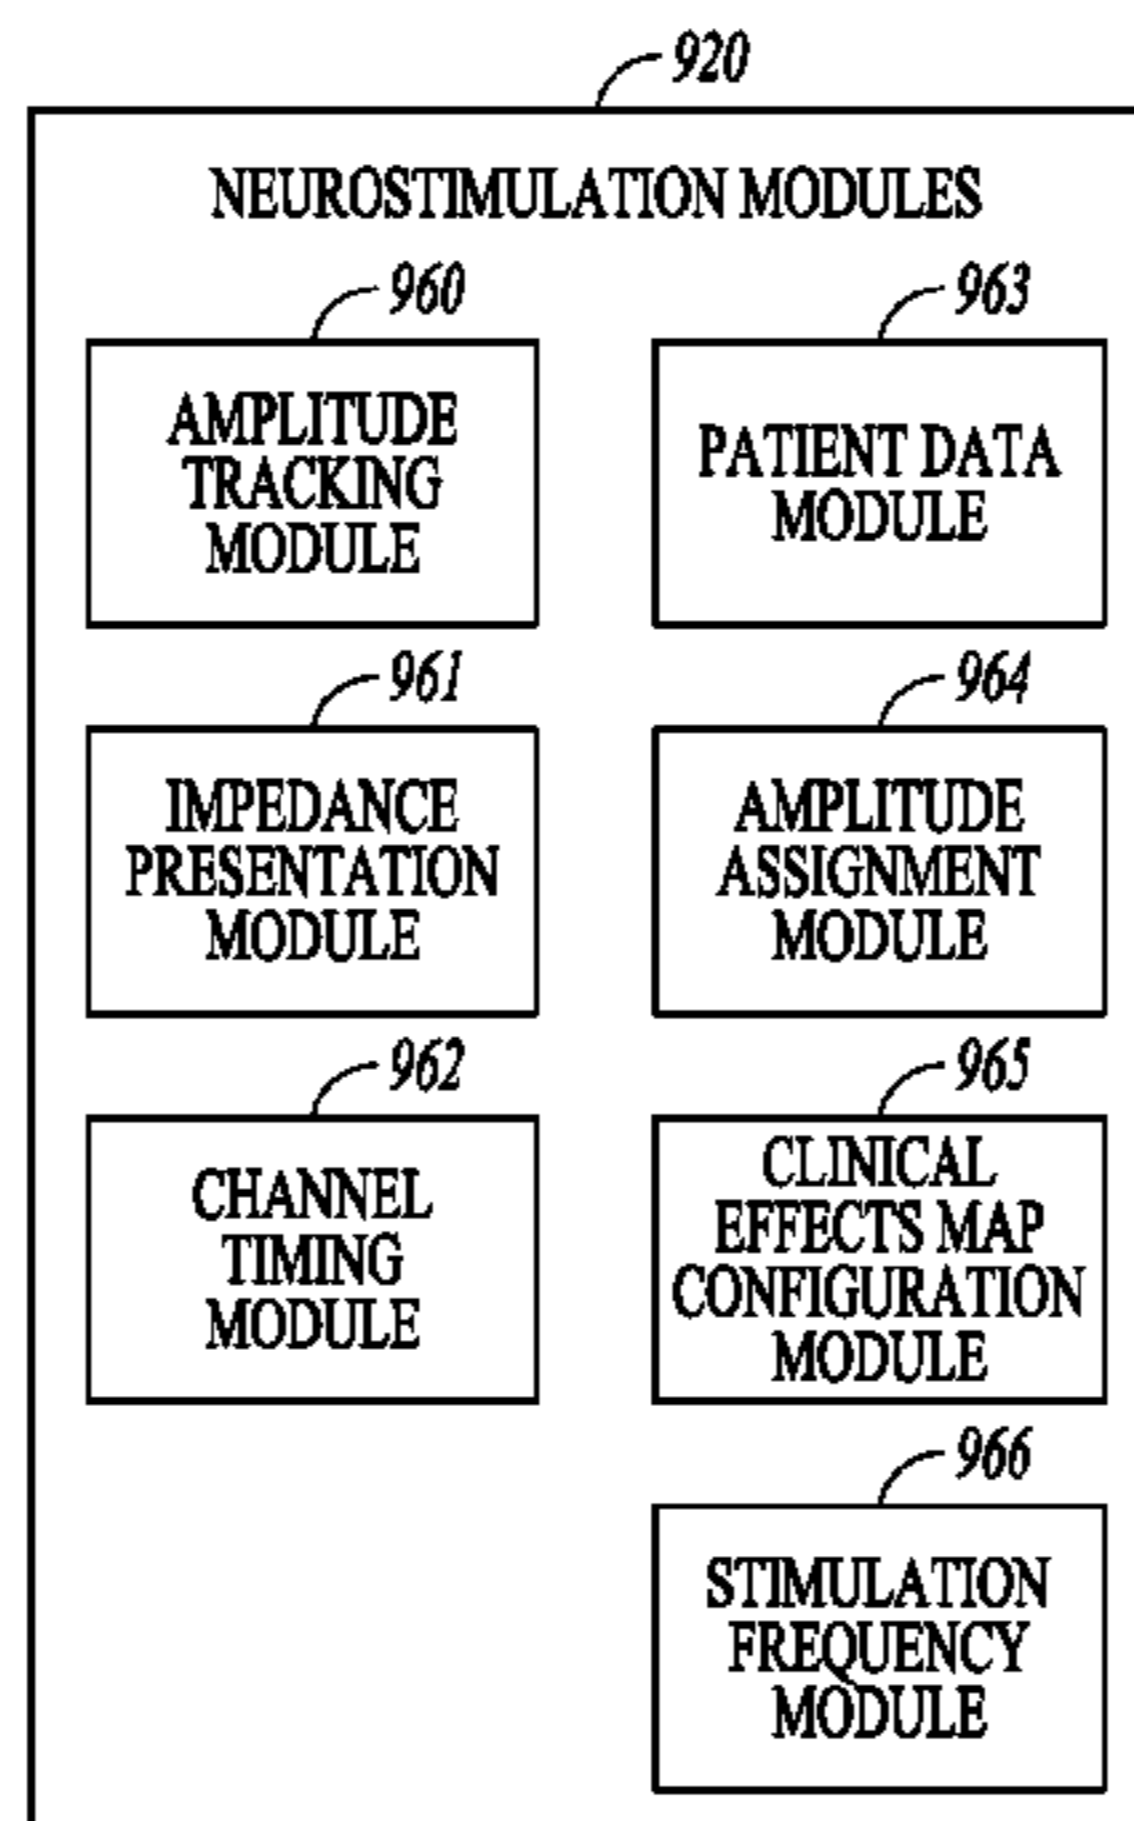 920
NEUROSTIMULATION MODULES
960
AMPLITUDE
TRACKING
MODULE
963
PATIENT DATA
MODULE
961
IMPEDANCE
PRESENTATION
MODULE
964
AMPLITUDE
ASSIGNMENT
MODULE
962
CHANNEL
TIMING
MODULE
965
CLINICAL
EFFECTS MAP
CONFIGURATION
MODULE
966
STIMULATION
FREQUENCY
MODULE